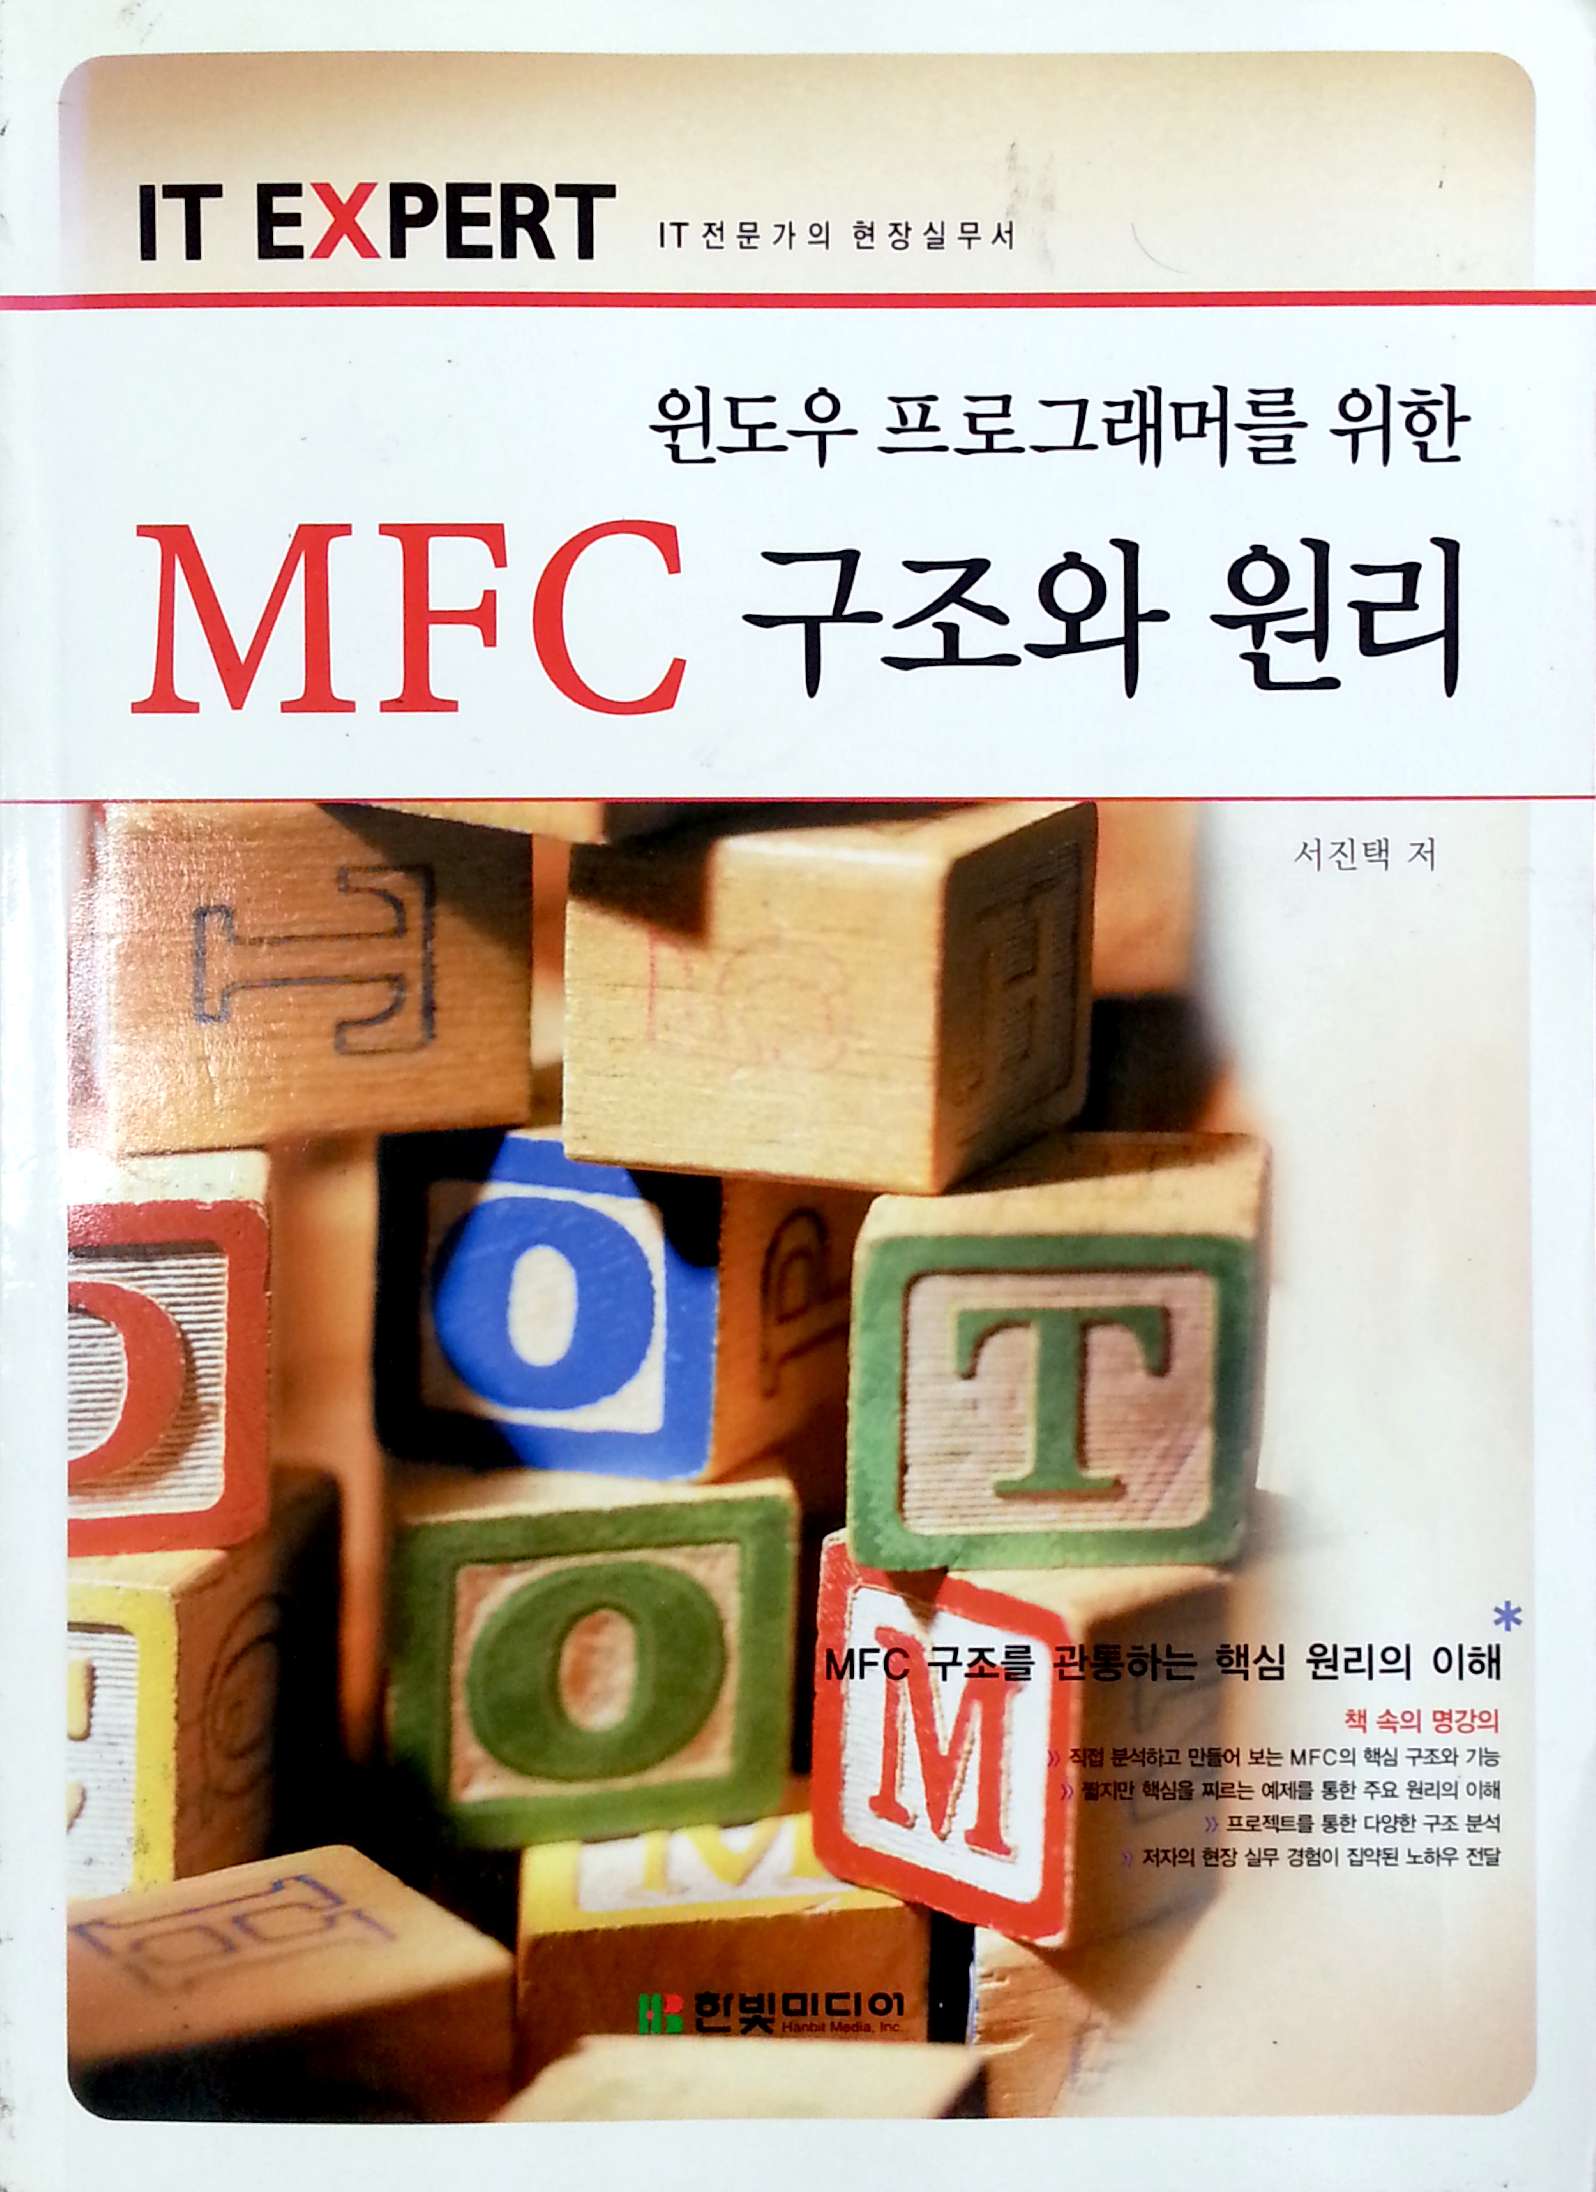 IT EXPERT IT 전문가의 현장실무서
윈도우 프로그래머를 위한
MFC 구조와 원리
서진택 저
H
O
P
T
O
M
M
*
MFC 구조를 관통하는 핵심 원리의 이해
책 속의 명강의
» 직접 분석하고 만들어 보는 MFC의 핵심 구조와 기능
» 짧지만 핵심을 찌르는 예제를 통한 주요 원리의 이해
» 프로젝트를 통한 다양한 구조 분석
» 저자의 현장 실무 경험이 집약된 노하우 전달
한빛미디어
Hanbit Media, Inc.